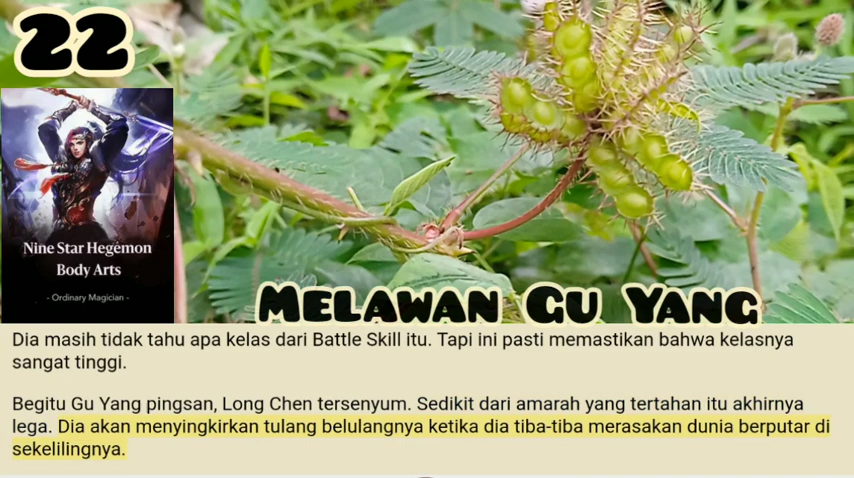 22
Nine Star Hegemon
Body Arts
- Ordinary Magician -
MELAWAN GU YANG
Dia masih tidak tahu apa kelas dari Battle Skill itu. Tapi ini pasti memastikan bahwa kelasnya
sangat tinggi.
Begitu Gu Yang pingsan, Long Chen tersenyum. Sedikit dari amarah yang tertahan itu akhirnya
lega. Dia akan menyingkirkan tulang belulangnya ketika dia tiba-tiba merasakan dunia berputar di
sekelilingnya.